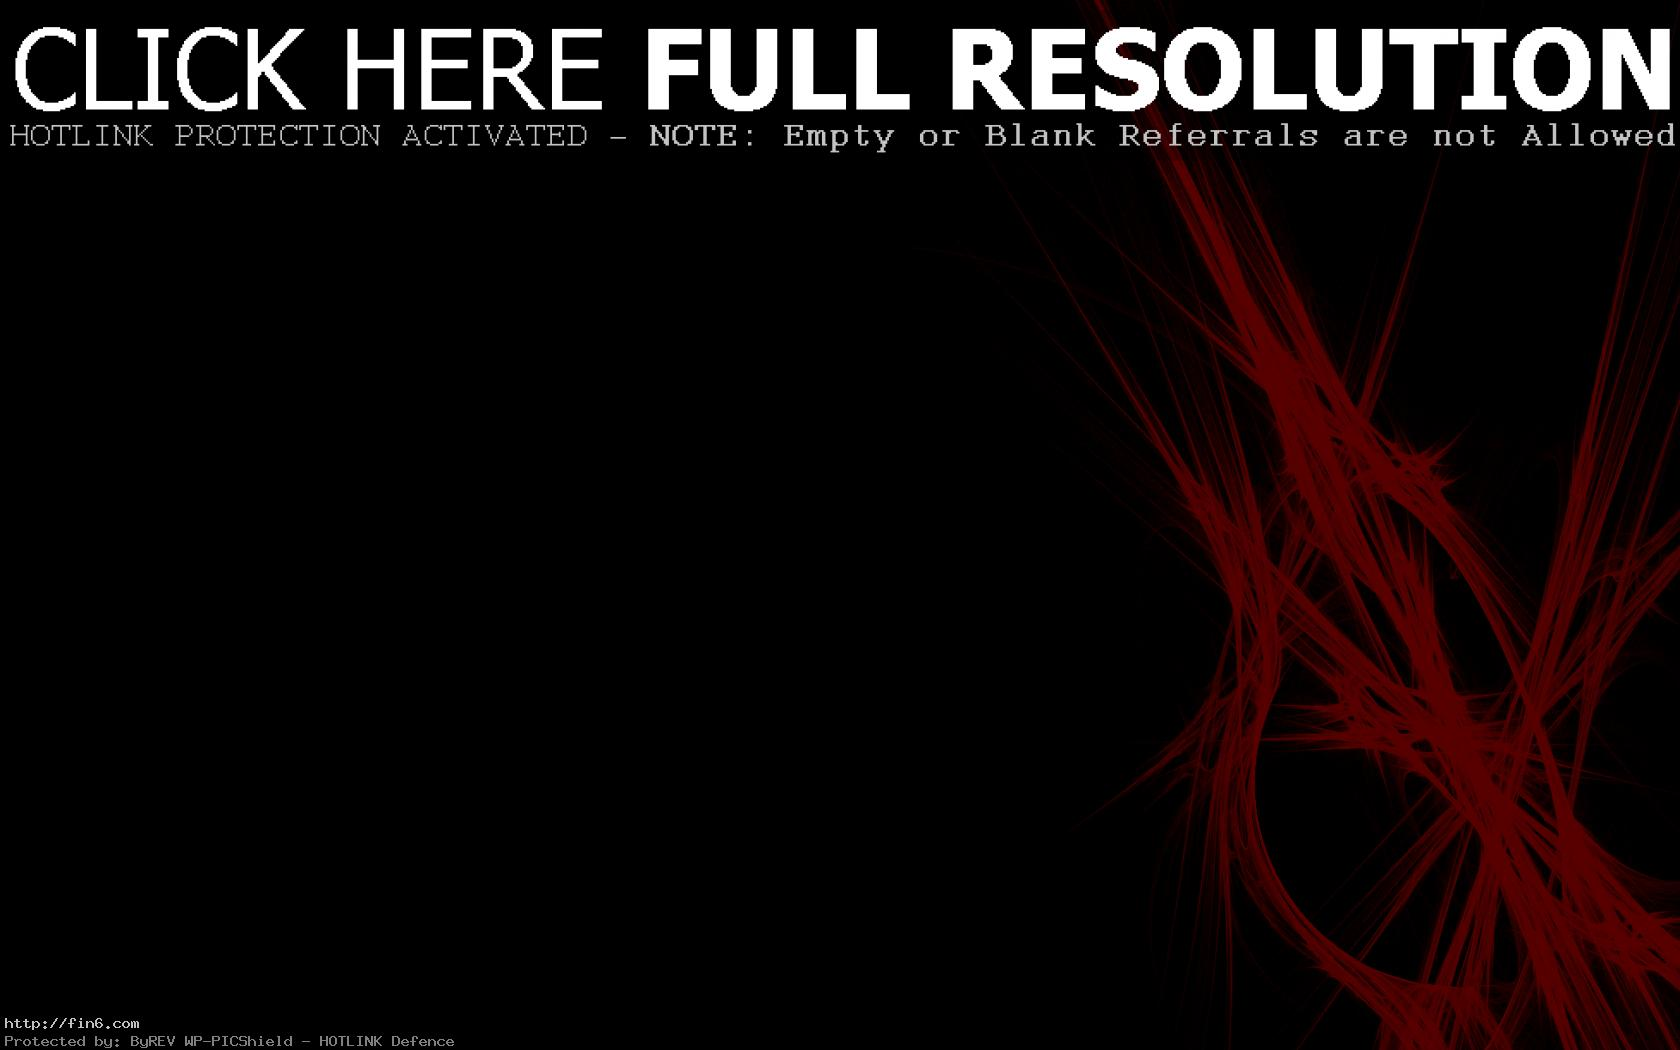 CLICK HERE FULL RESOLUTION
HOTLINK PROTECTION ACTIVATED - NOTE: Empty or Blank Referrals are not Allowed
http://fin6.com
Protected by: ByREV WP-PICShield - HOTLINK Defence